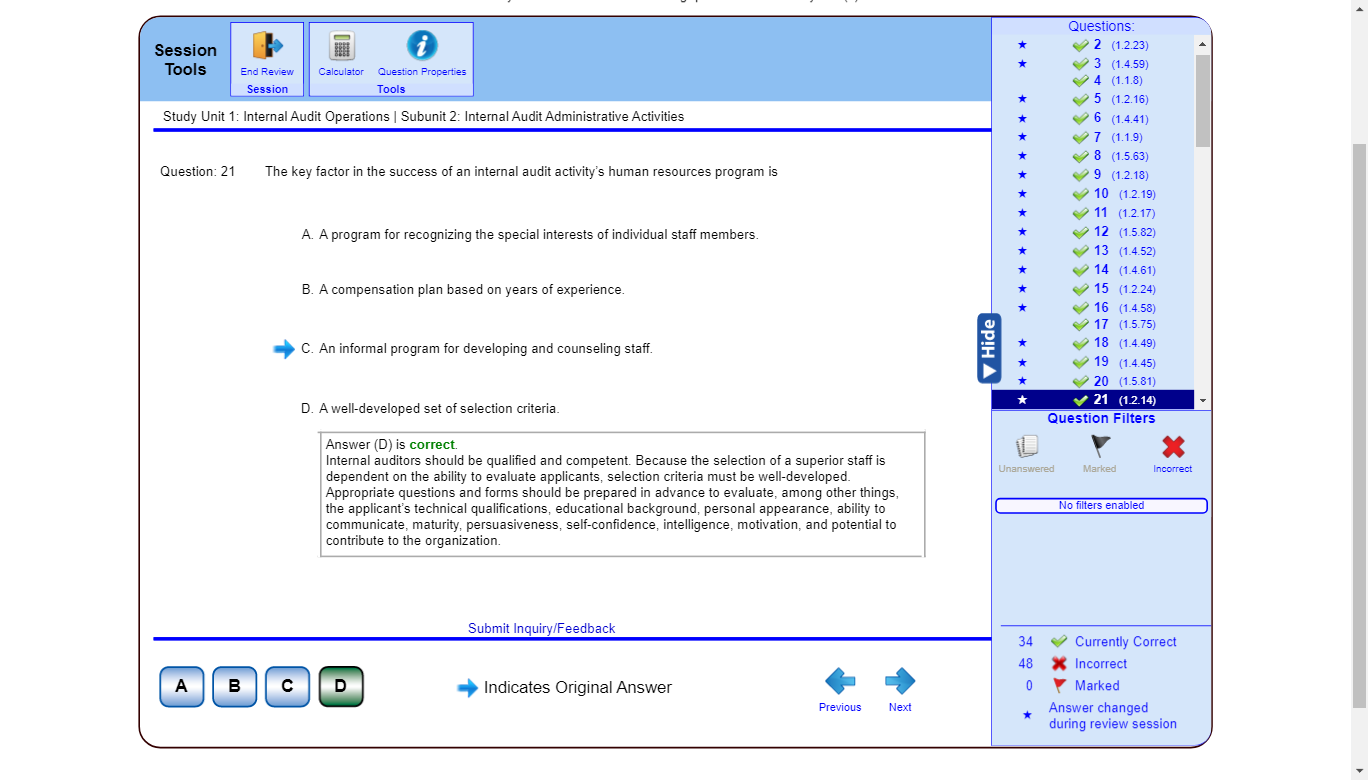 Session
Tools
End Review
Session
Calculator
Question Properties
Tools
Study Unit 1: Internal Audit Operations | Subunit 2: Internal Audit Administrative Activities
Question: 21 The key factor in the success of an internal audit activity's human resources program is
A. A program for recognizing the special interests of individual staff members.
B. A compensation plan based on years of experience.
C. An informal program for developing and counseling staff.
D. A well-developed set of selection criteria.
Answer (D) is correct.
Internal auditors should be qualified and competent. Because the selection of a superior staff is
dependent on the ability to evaluate applicants, selection criteria must be well-developed.
Appropriate questions and forms should be prepared in advance to evaluate, among other things,
the applicant's technical qualifications, educational background, personal appearance, ability to
communicate, maturity, persuasiveness, self-confidence, intelligence, motivation, and potential to
contribute to the organization.
Submit Inquiry/Feedback
A B C D
Indicates Original Answer
Previous
Next
Questions:
2 (1.2.23)
3 (1.4.59)
4 (1.1.8)
5 (1.2.16)
6 (1.4.41)
7 (1.1.9)
8 (1.5.63)
9 (1.2.18)
10 (1.2.19)
11 (1.2.17)
12 (1.5.82)
13 (1.4.52)
14 (1.4.61)
15 (1.2.24)
16 (1.4.58)
17 (1.5.75)
18 (1.4.49)
19 (1.4.45)
20 (1.5.81)
21 (1.2.14)
Hide
Question Filters
Unanswered
Marked
Incorrect
No filters enabled
34 Currently Correct
48 Incorrect
0 Marked
Answer changed
during review session